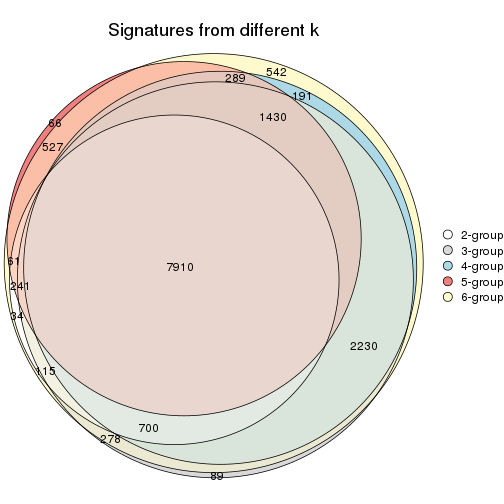 Signatures from different k
542
289
191
1430
66
527
7910
61
241
34
2230
115
700
278
89
2-group
3-group
4-group
5-group
6-group